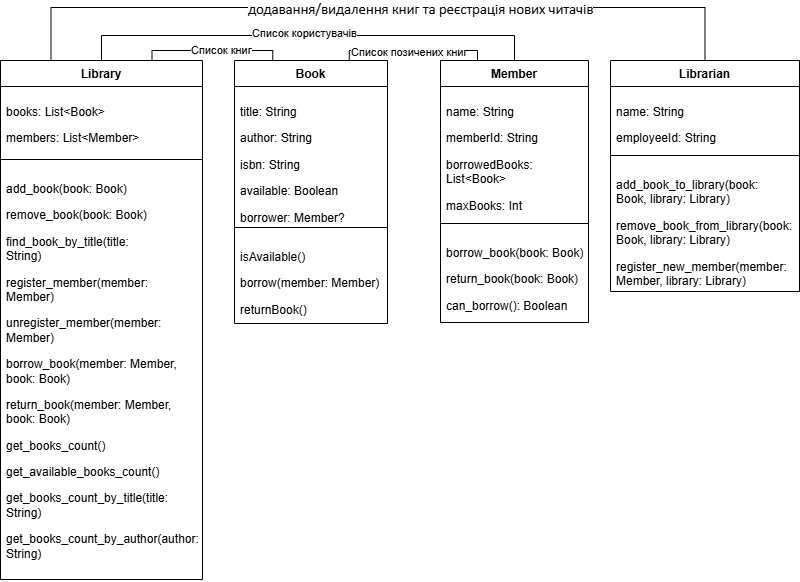 додавання/видалення книг та реєстрація нових читачів
Список користувачів
Список книг
Список позичених книг
Library
books: List<Book>
members: List<Member>
add_book(book: Book)
remove_book(book: Book)
find_book_by_title(title:
String)
register_member(member:
Member)
unregister_member(member:
Member)
borrow_book(member: Member,
book: Book)
return_book(member: Member,
book: Book)
get_books_count()
get_available_books_count()
get_books_count_by_title(title:
String)
get_books_count_by_author(author:
String)
Book
title: String
author: String
isbn: String
available: Boolean
borrower: Member?
isAvailable()
borrow(member: Member)
returnBook()
Member
name: String
memberId: String
borrowedBooks:
List<Book>
maxBooks: Int
borrow_book(book: Book)
return_book(book: Book)
can_borrow(): Boolean
Librarian
name: String
employeeId: String
add_book_to_library(book:
Book, library: Library)
remove_book_from_library(book:
Book, library: Library)
register_new_member(member:
Member, library: Library)